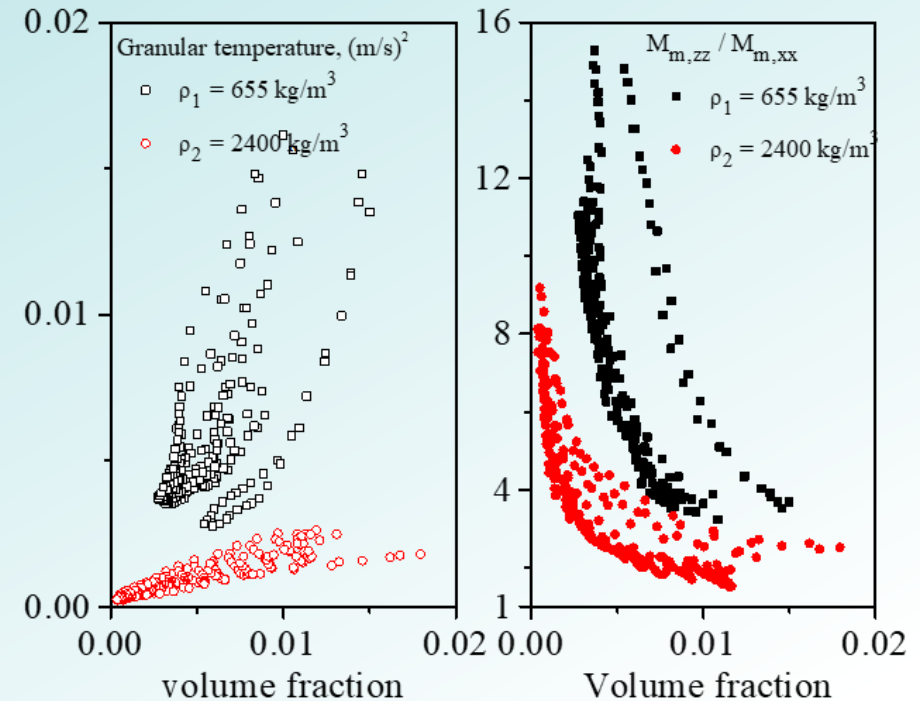 0.02
Granular temperature, (m/s)²
ρ₁ = 655 kg/m³
ρ₂ = 2400 kg/m³
0.01
0.00
0.00 0.01 0.02
volume fraction
16
M_m,zz / M_m,xx
ρ₁ = 655 kg/m³
ρ₂ = 2400 kg/m³
12
8
4
1
0.00 0.01 0.02
Volume fraction